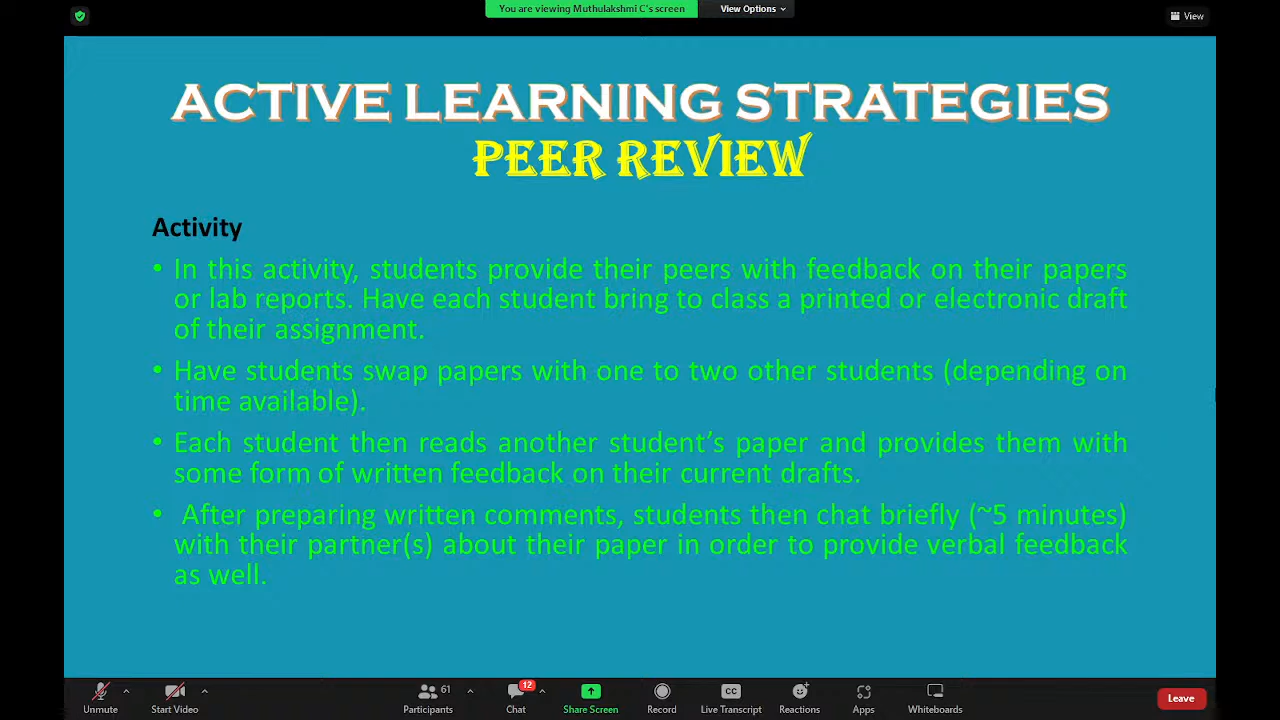 You are viewing Muthulakshmi C's screen
View Options
View
ACTIVE LEARNING STRATEGIES
PEER REVIEW
Activity
• In this activity, students provide their peers with feedback on their papers
or lab reports. Have each student bring to class a printed or electronic draft
of their assignment.
• Have students swap papers with one to two other students (depending on
time available).
• Each student then reads another student’s paper and provides them with
some form of written feedback on their current drafts.
• After preparing written comments, students then chat briefly (~5 minutes)
with their partner(s) about their paper in order to provide verbal feedback
as well.
61
12
CC
Unmute
Start Video
Participants
Chat
Share Screen
Record
Live Transcript
Reactions
Apps
Whiteboards
Leave